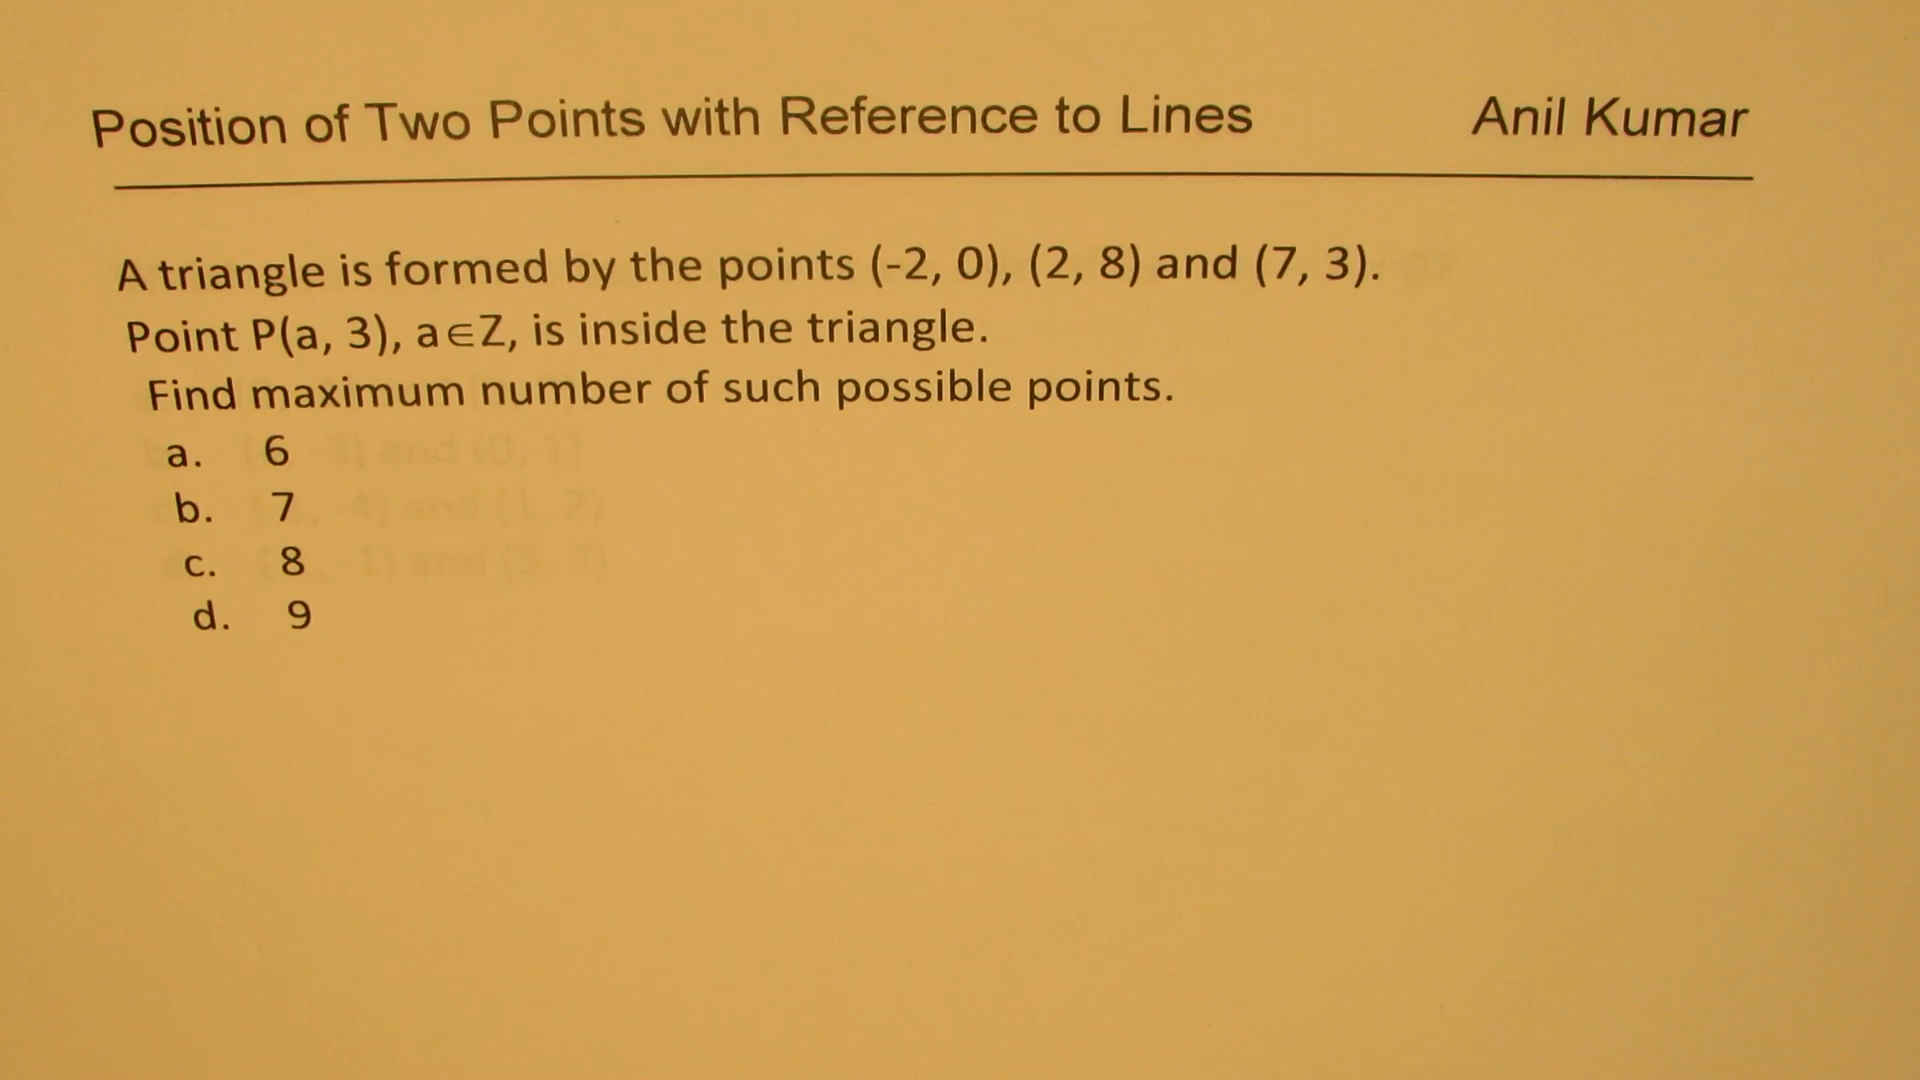 Position of Two Points with Reference to Lines Anil Kumar
A triangle is formed by the points (-2, 0), (2, 8) and (7, 3).
Point P(a, 3), a∈Z, is inside the triangle.
Find maximum number of such possible points.
a. 6
b. 7
c. 8
d. 9